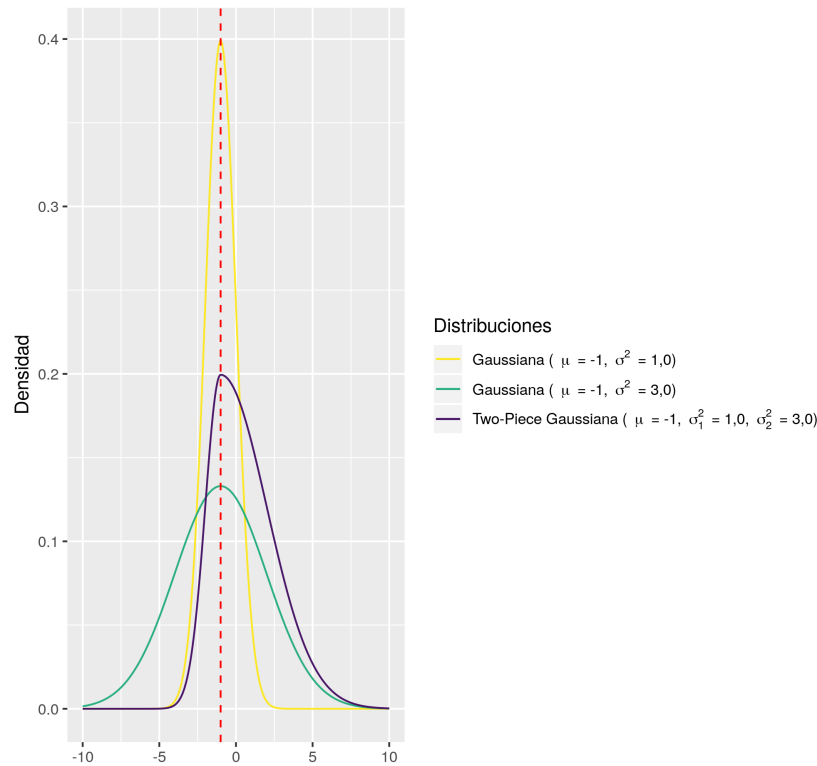 0.4
0.3
0.2
0.1
0.0
Densidad
-10 -5 0 5 10
Distribuciones
Gaussiana ( μ = -1, σ² = 1,0)
Gaussiana ( μ = -1, σ² = 3,0)
Two-Piece Gaussiana ( μ = -1, σ₁² = 1,0, σ₂² = 3,0)